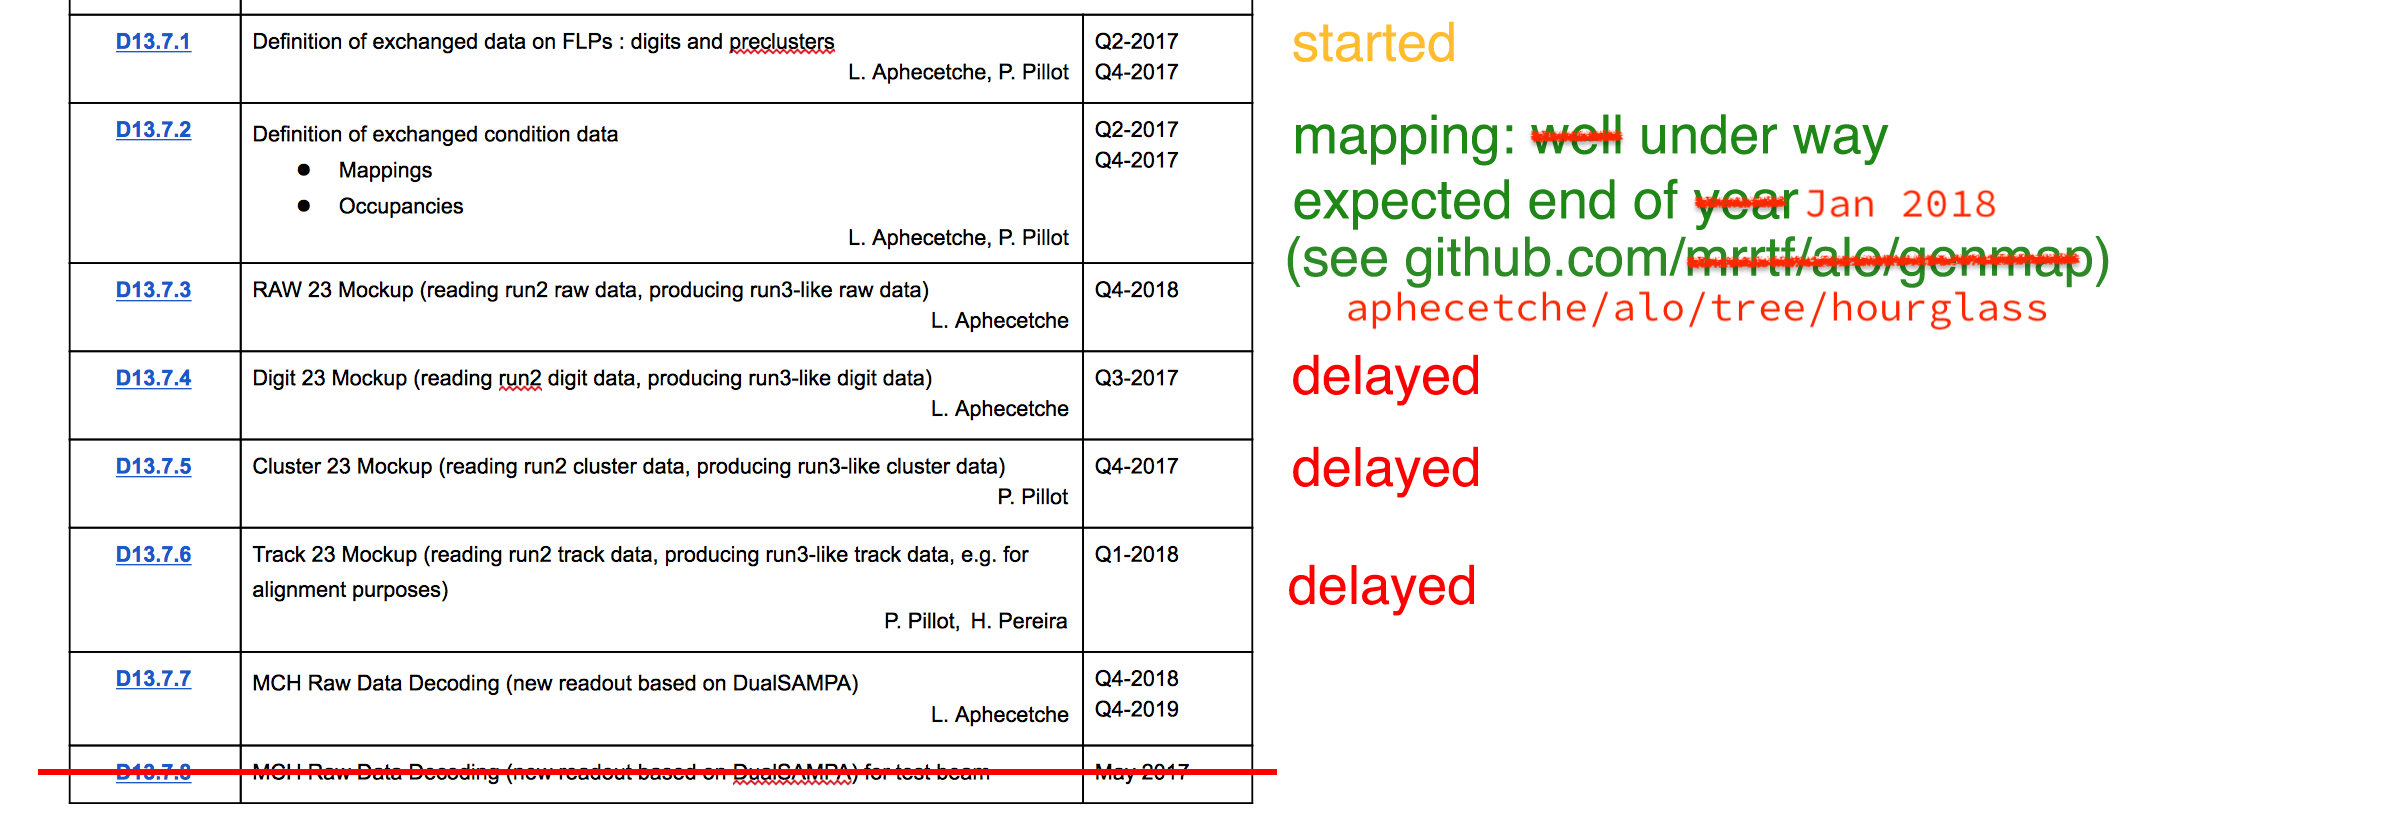 D13.7.1 Definition of exchanged data on FLPs : digits and preclusters Q2-2017 started
L. Aphecetche, P. Pillot Q4-2017
D13.7.2 Definition of exchanged condition data Q2-2017 mapping: well under way
● Mappings Q4-2017
● Occupancies expected end of year Jan 2018
L. Aphecetche, P. Pillot (see github.com/mrrtf/alo/genmap)
D13.7.3 RAW 23 Mockup (reading run2 raw data, producing run3-like raw data) Q4-2018 aphecetche/alo/tree/hourglass
L. Aphecetche
D13.7.4 Digit 23 Mockup (reading run2 digit data, producing run3-like digit data) Q3-2017 delayed
L. Aphecetche
D13.7.5 Cluster 23 Mockup (reading run2 cluster data, producing run3-like cluster data) Q4-2017 delayed
P. Pillot
D13.7.6 Track 23 Mockup (reading run2 track data, producing run3-like track data, e.g. for Q1-2018
alignment purposes) delayed
P. Pillot, H. Pereira
D13.7.7 MCH Raw Data Decoding (new readout based on DualSAMPA) Q4-2018
L. Aphecetche Q4-2019
D13.7.8 MCH Raw Data Decoding (new readout based on DualSAMPA) for test beam May 2017